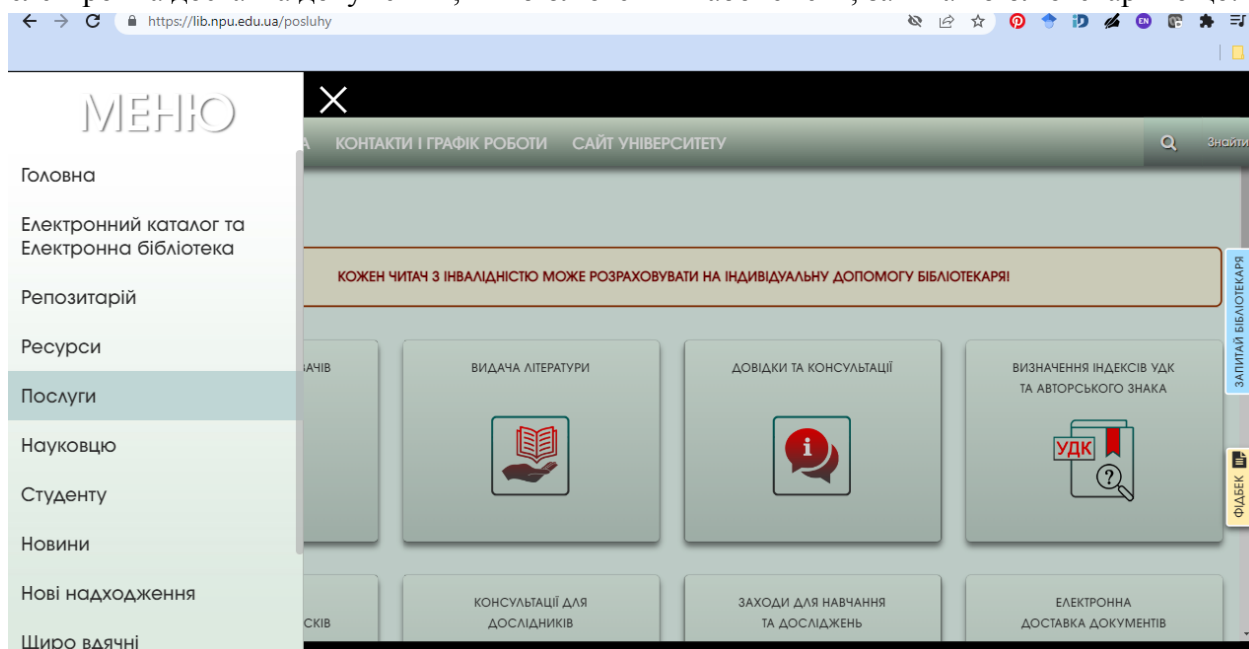 https://lib.npu.edu.ua/posluhy
МЕНЮ
КОНТАКТИ І ГРАФІК РОБОТИ САЙТ УНІВЕРСИТЕТУ
Знайти
Головна
Електронний каталог та
Електронна бібліотека
Репозитарій
Ресурси
Послуги
Науковцю
Студенту
Новини
Нові надходження
Щиро вдячні
КОЖЕН ЧИТАЧ З ІНВАЛІДНІСТЮ МОЖЕ РОЗРАХОВУВАТИ НА ІНДИВІДУАЛЬНУ ДОПОМОГУ БІБЛІОТЕКАРЯ!
ВИДАЧА ЛІТЕРАТУРИ
ДОВІДКИ ТА КОНСУЛЬТАЦІЇ
i
ВИЗНАЧЕННЯ ІНДЕКСІВ УДК
ТА АВТОРСЬКОГО ЗНАКА
УДК
?
КОНСУЛЬТАЦІЇ ДЛЯ
ДОСЛІДНИКІВ
ЗАХОДИ ДЛЯ НАВЧАННЯ
ТА ДОСЛІДЖЕНЬ
ЕЛЕКТРОННА
ДОСТАВКА ДОКУМЕНТІВ
ЗАПИТАЙ БІБЛІОТЕКАРЯ
ФІДБЕК